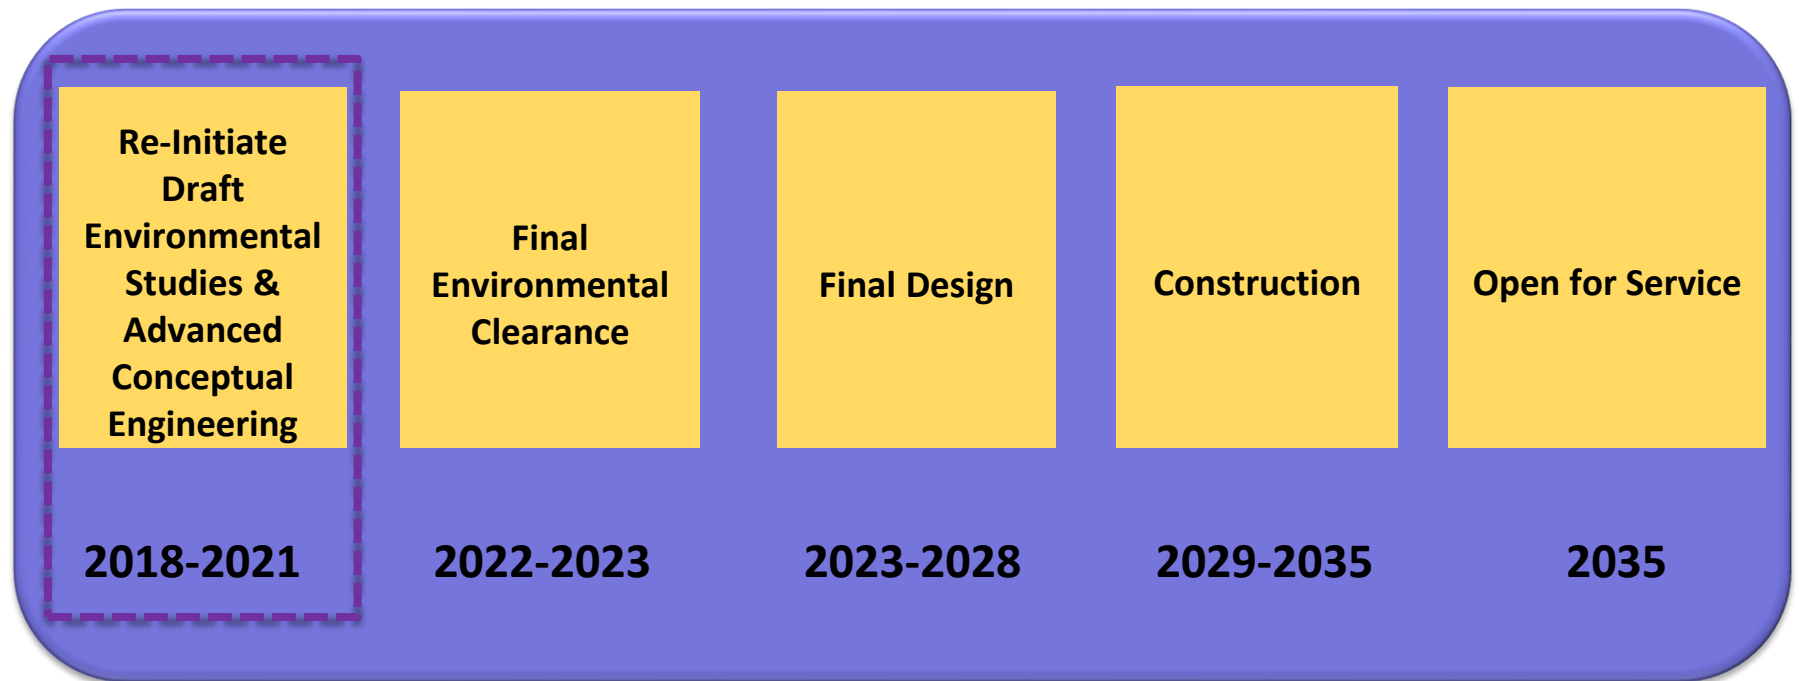 Re-Initiate
Draft
Environmental
Studies &
Advanced
Conceptual
Engineering
2018-2021
Final
Environmental
Clearance
2022-2023
Final Design
2023-2028
Construction
2029-2035
Open for Service
2035